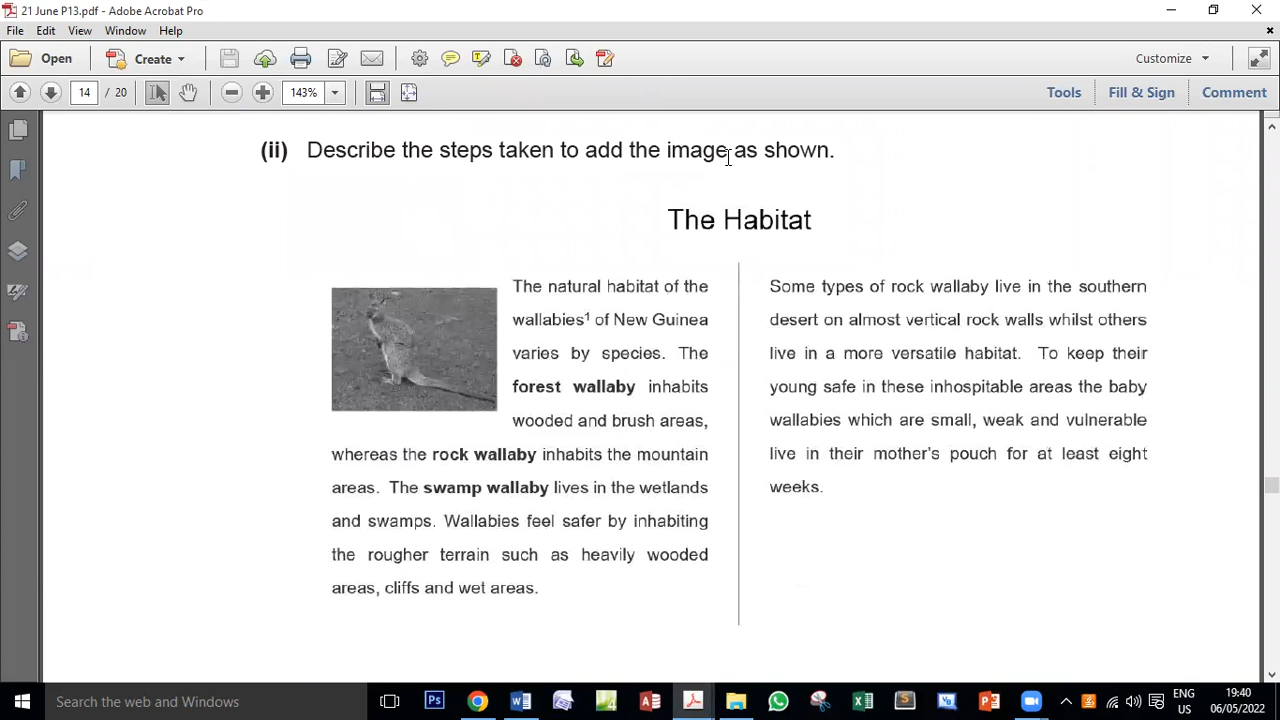 21 June P13.pdf - Adobe Acrobat Pro
File Edit View Window Help
Open Create Customize
14 / 20 143% Tools Fill & Sign Comment
(ii) Describe the steps taken to add the image as shown.
The Habitat
The natural habitat of the
wallabies¹ of New Guinea
varies by species. The
forest wallaby inhabits
wooded and brush areas,
whereas the rock wallaby inhabits the mountain
areas. The swamp wallaby lives in the wetlands
and swamps. Wallabies feel safer by inhabiting
the rougher terrain such as heavily wooded
areas, cliffs and wet areas.
Some types of rock wallaby live in the southern
desert on almost vertical rock walls whilst others
live in a more versatile habitat. To keep their
young safe in these inhospitable areas the baby
wallabies which are small, weak and vulnerable
live in their mother's pouch for at least eight
weeks.
Search the web and Windows
Ps
ENG 19:40
US 06/05/2022